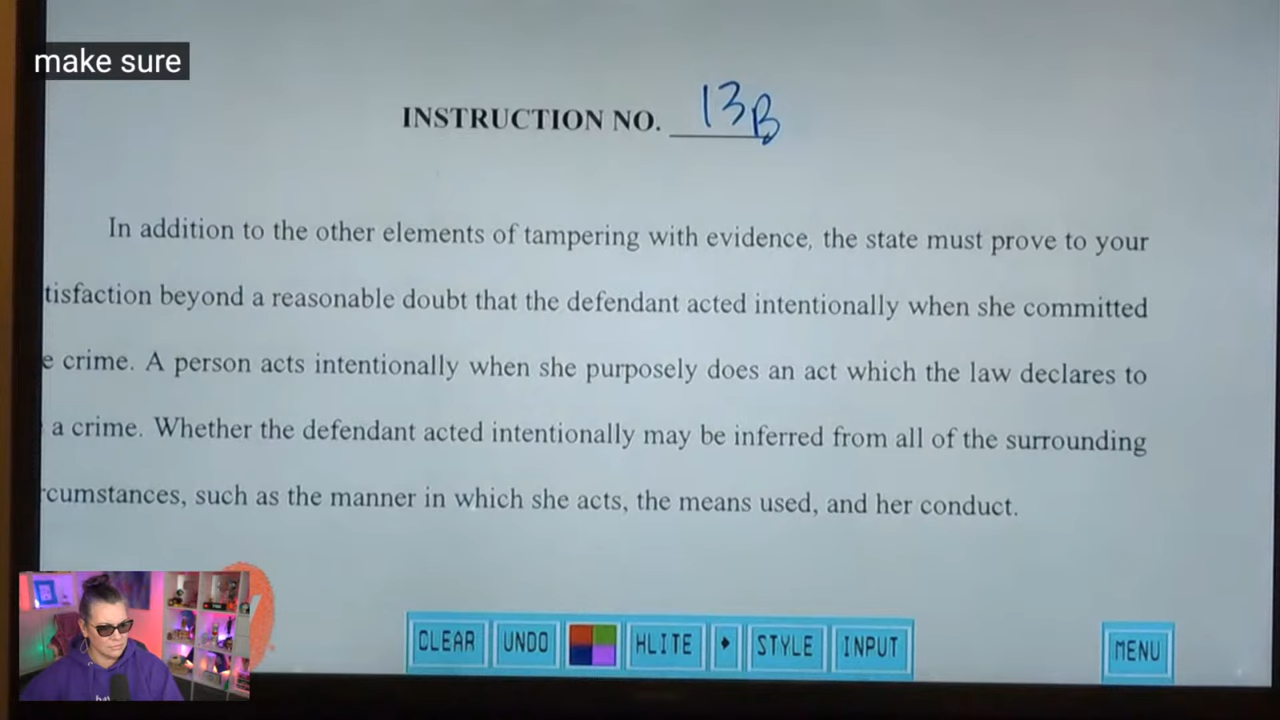 make sure
INSTRUCTION NO. 13B
In addition to the other elements of tampering with evidence, the state must prove to your
tisfaction beyond a reasonable doubt that the defendant acted intentionally when she committed
e crime. A person acts intentionally when she purposely does an act which the law declares to
a crime. Whether the defendant acted intentionally may be inferred from all of the surrounding
rcumstances, such as the manner in which she acts, the means used, and her conduct.
CLEAR UNDO HLITE STYLE INPUT MENU